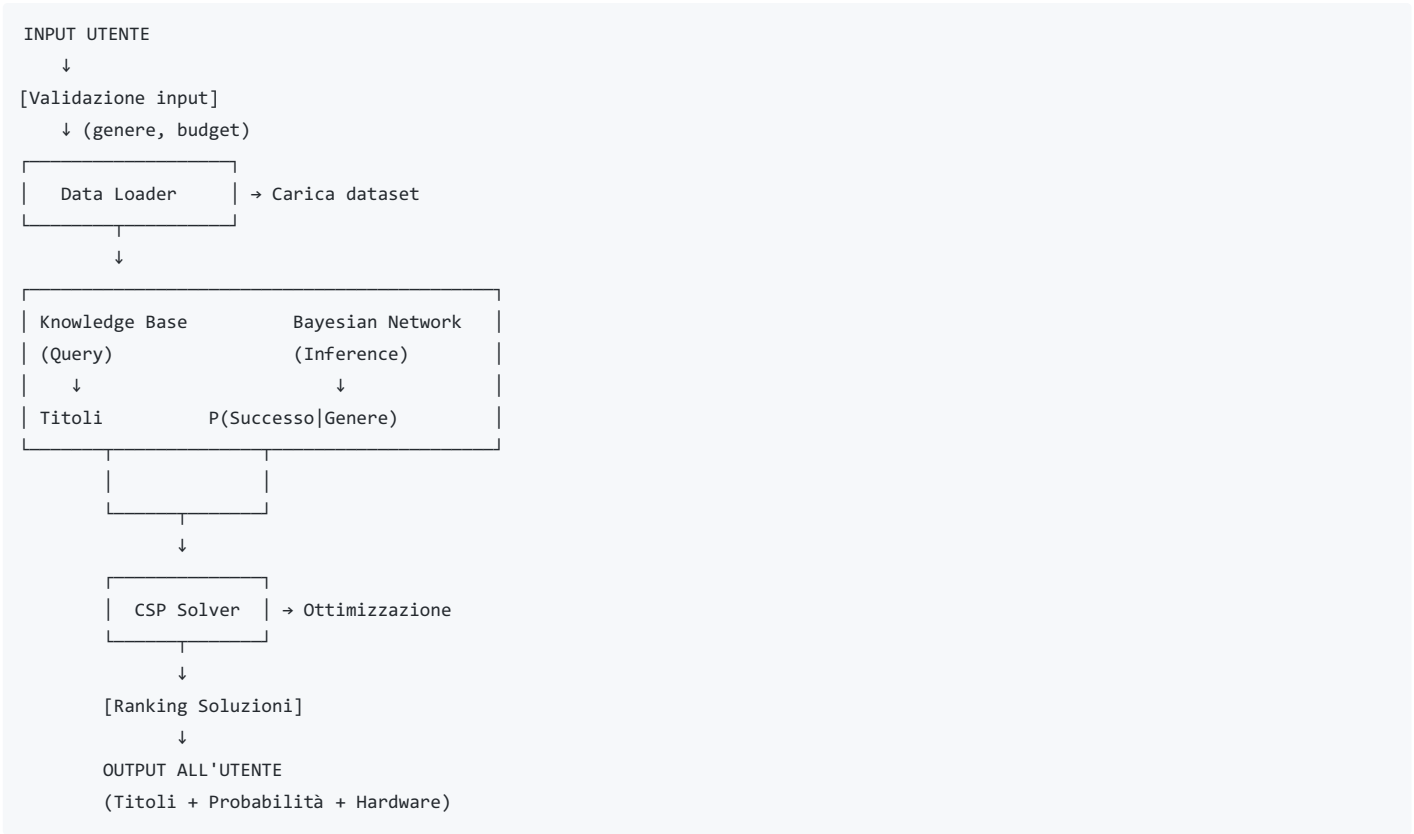 INPUT UTENTE
↓
[Validazione input]
↓ (genere, budget)
Data Loader → Carica dataset
↓
Knowledge Base Bayesian Network
(Query) (Inference)
↓ ↓
Titoli P(Successo|Genere)
↓
CSP Solver → Ottimizzazione
↓
[Ranking Soluzioni]
↓
OUTPUT ALL'UTENTE
(Titoli + Probabilità + Hardware)